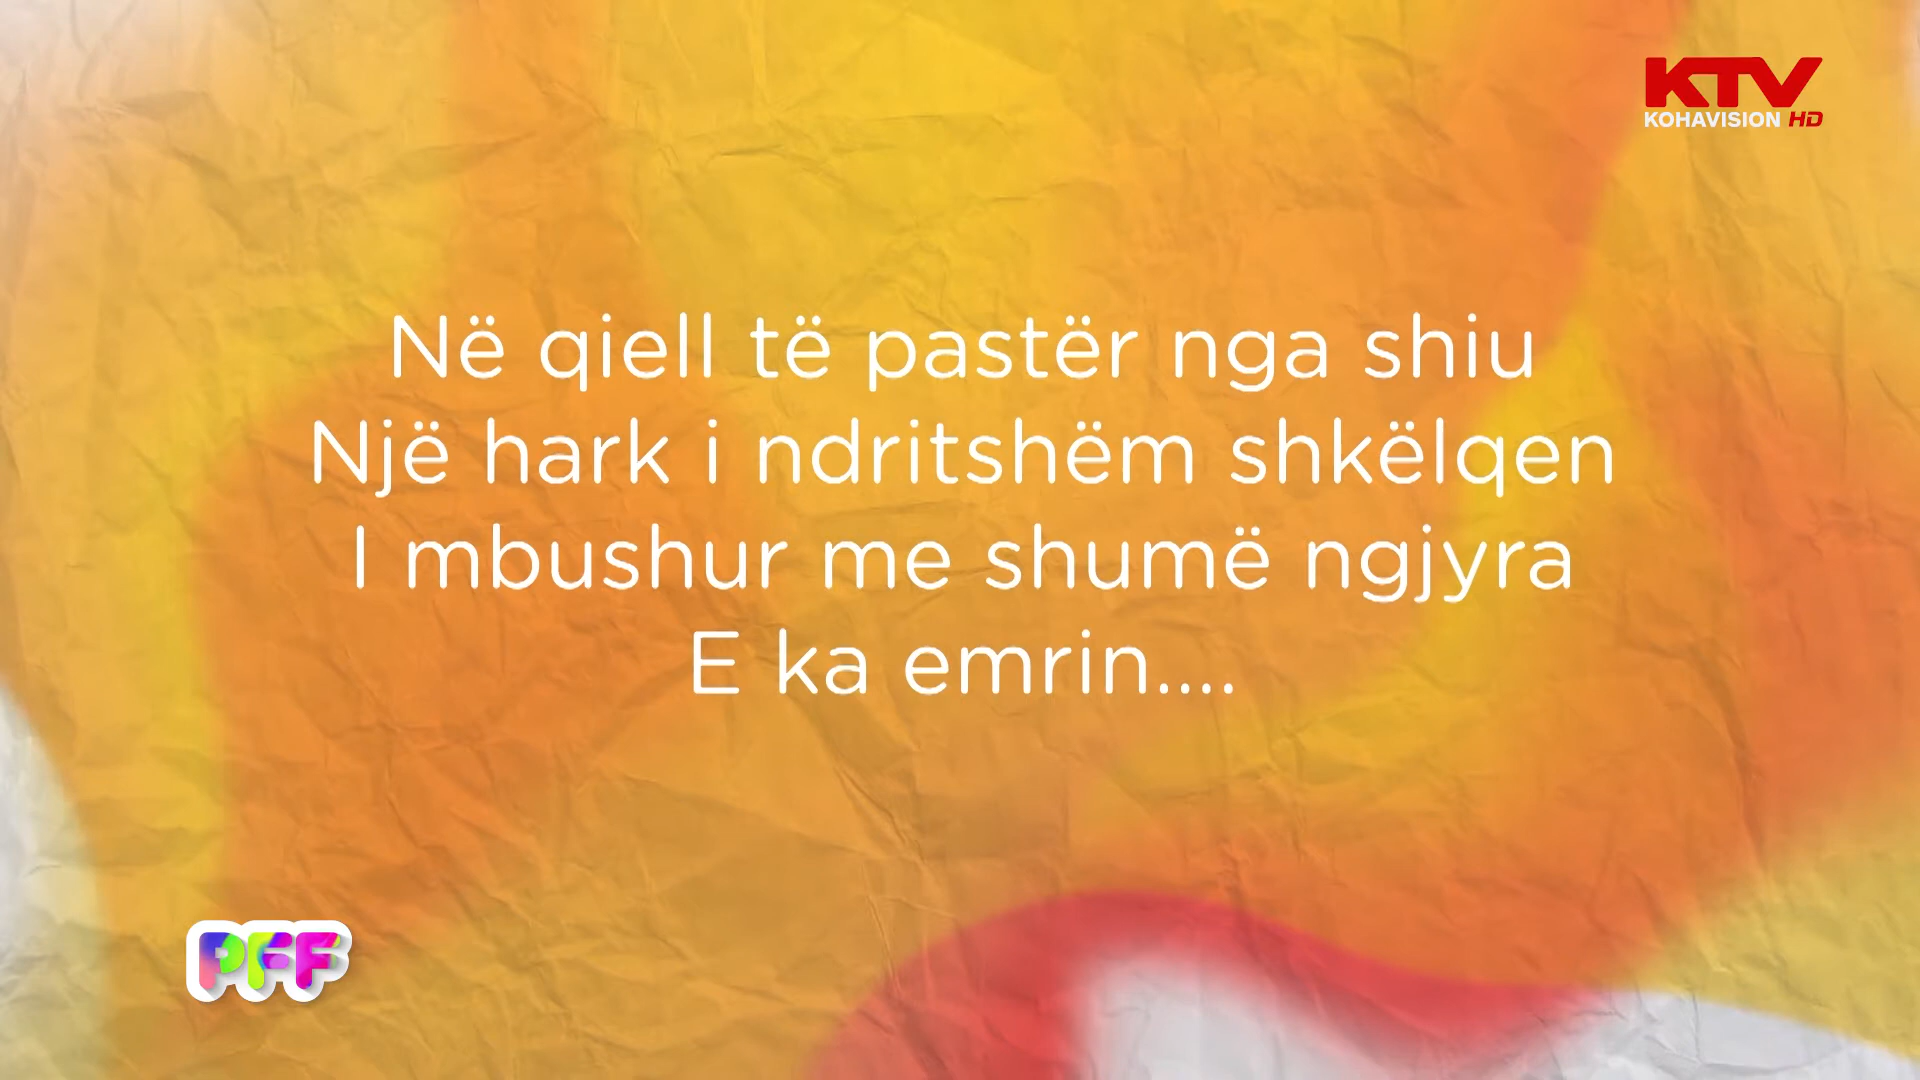 KTV
KOHAVISION HD
Në qiell të pastër nga shiu
Një hark i ndritshëm shkëlqen
I mbushur me shumë ngjyra
E ka emrin....
PFF